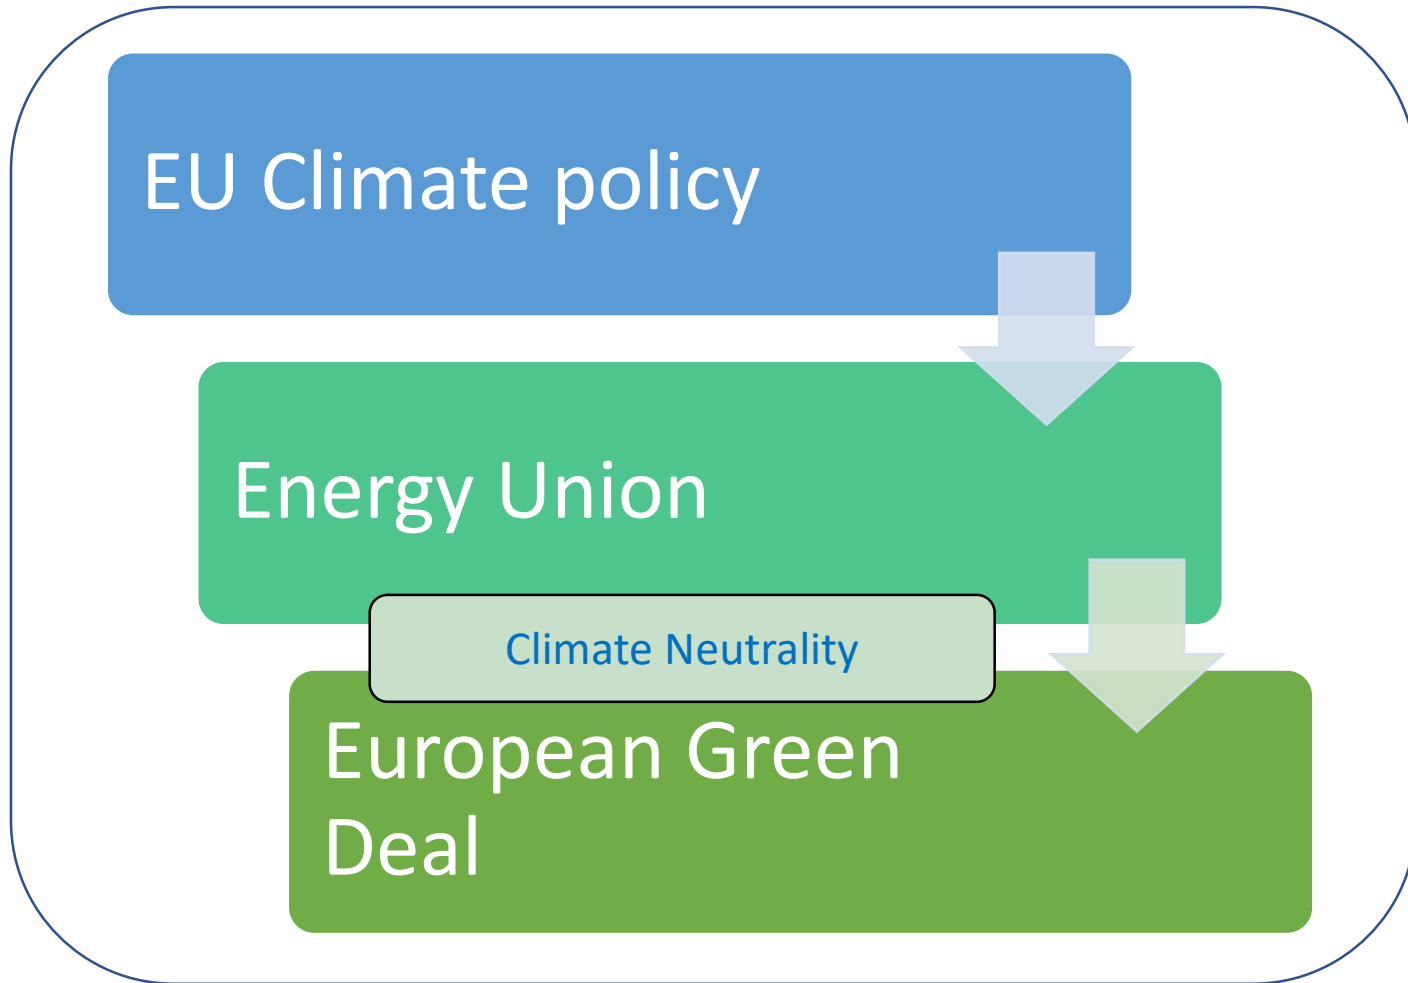 EU Climate policy
Energy Union
Climate Neutrality
European Green
Deal